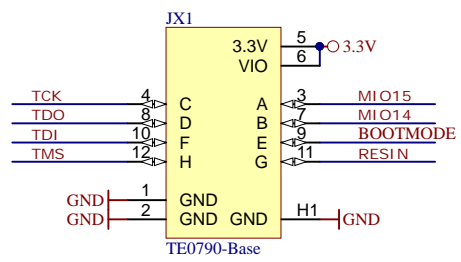 JX1
3.3V 5 3.3V
VIO 6
TCK 4 C A 3 MIO15
TDO 8 D B 7 MIO14
TDI 10 F E 9 BOOTMODE
TMS 12 H G 11 RESIN
GND 1 GND
GND 2 GND GND H1 GND
TE0790-Base